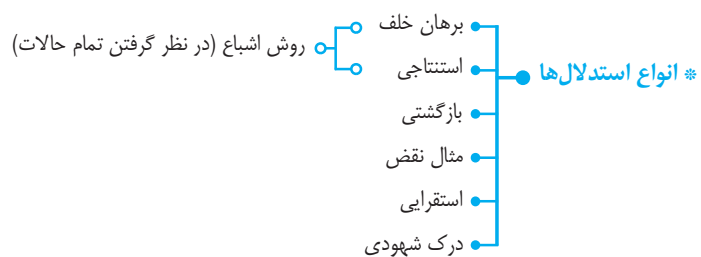 * انواع استدلال‌ها
برهان خلف
استنتاجی
روش اشباع (در نظر گرفتن تمام حالات)
بازگشتی
مثال نقض
استقرایی
درک شهودی